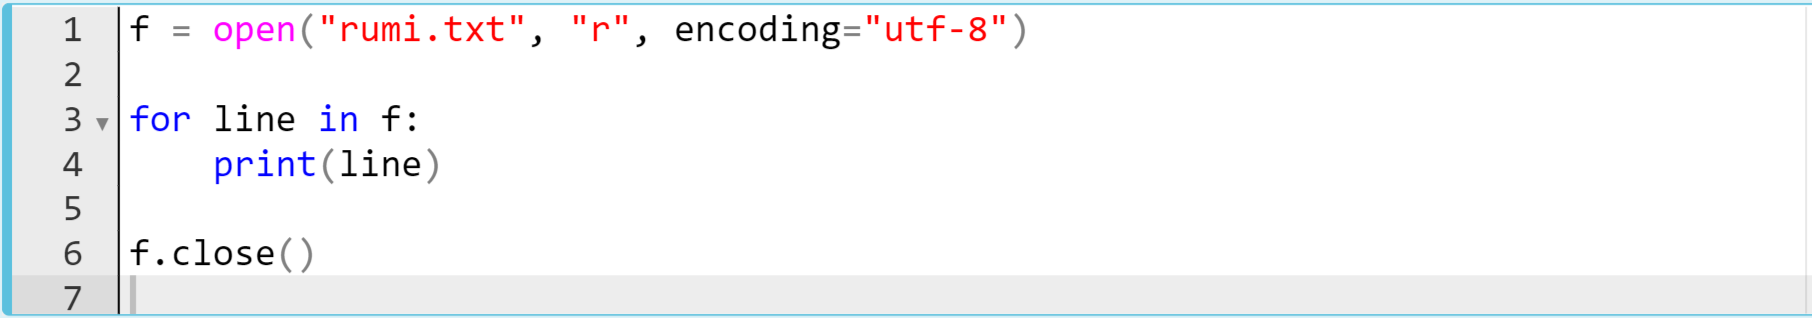 1 f = open("rumi.txt", "r", encoding="utf-8")
2
3 for line in f:
4     print(line)
5
6 f.close()
7